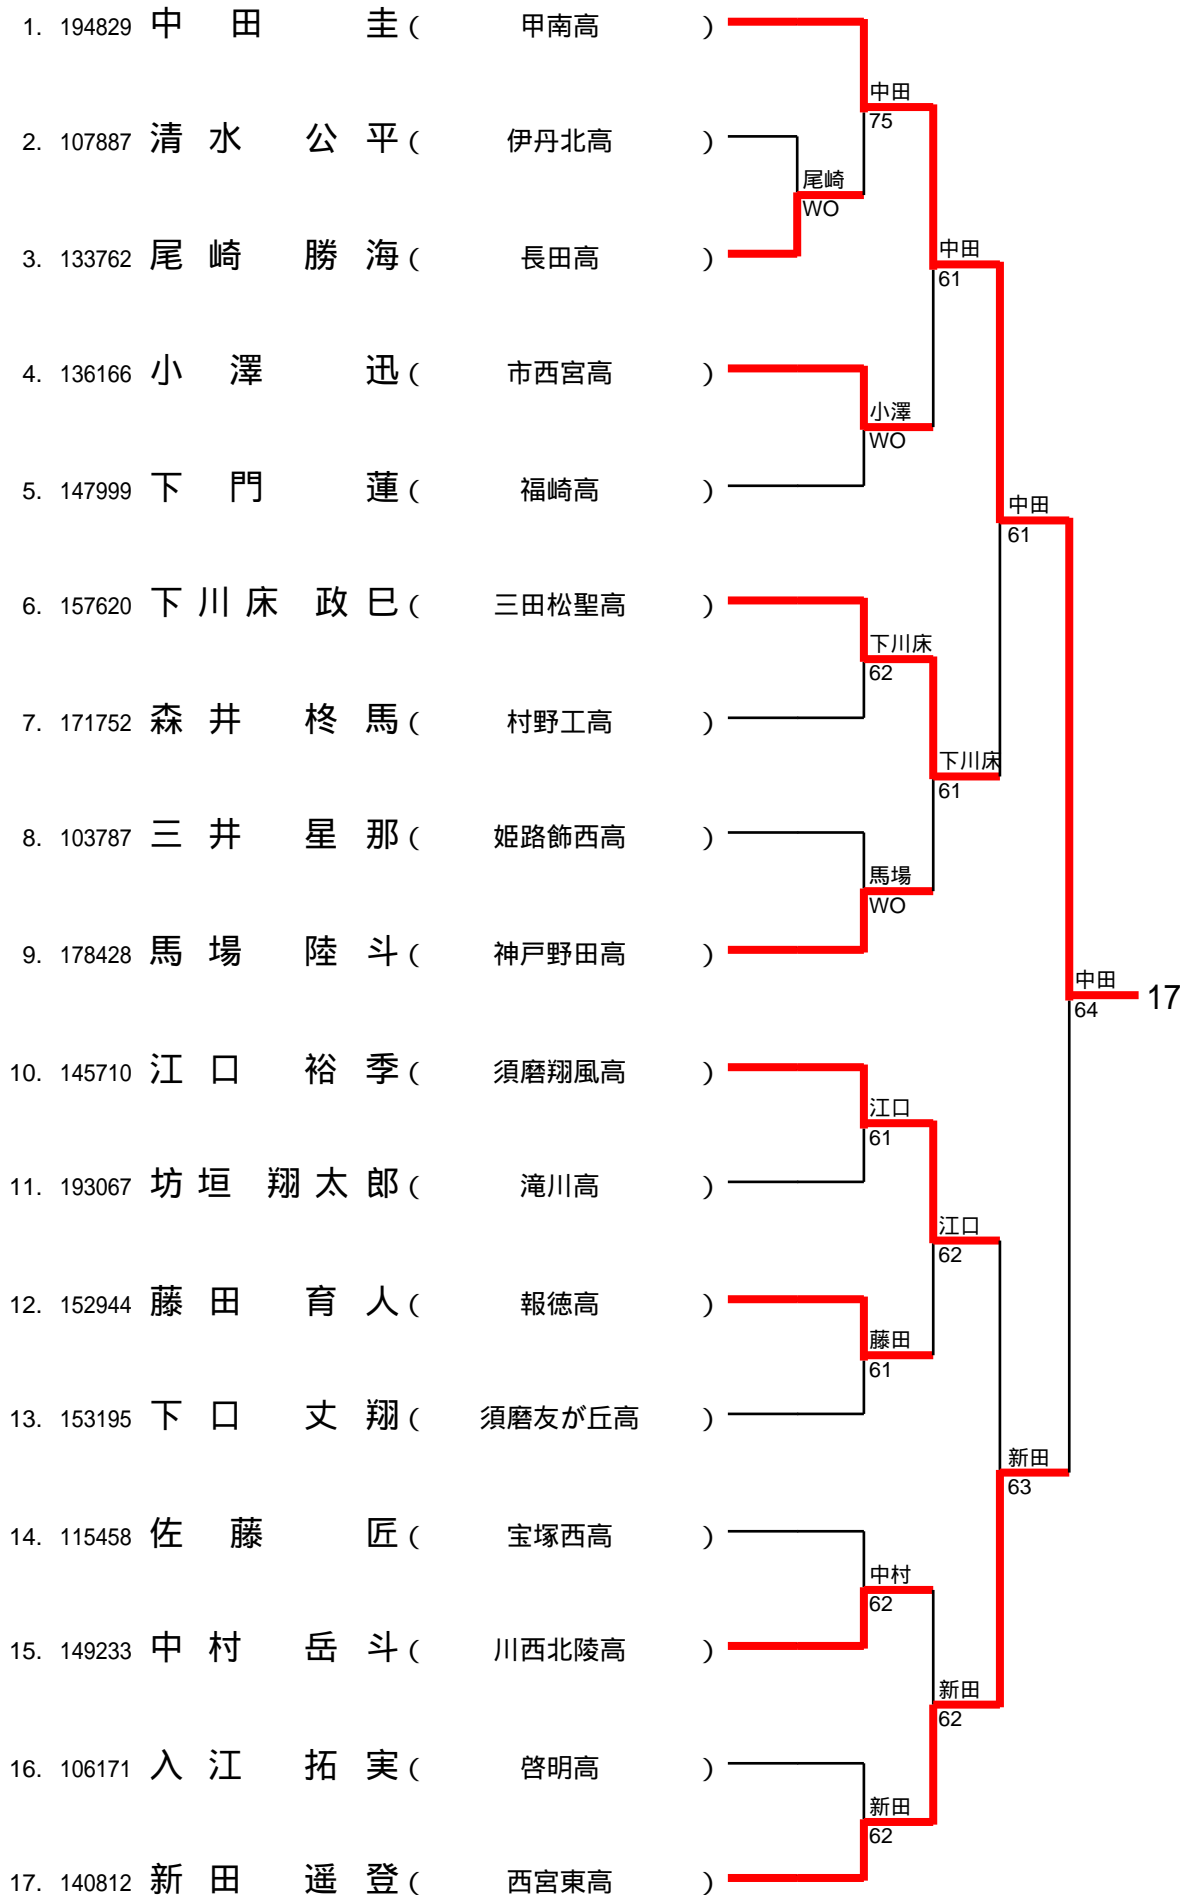 1. 194829 中田 圭 ( 甲南高 )
中田
75
2. 107887 清水 公平 ( 伊丹北高 )
尾崎
WO
3. 133762 尾崎 勝海 ( 長田高 )
中田
61
4. 136166 小澤 迅 ( 市西宮高 )
小澤
WO
5. 147999 下門 蓮 ( 福崎高 )
中田
61
6. 157620 下川床 政巳 ( 三田松聖高 )
下川床
62
7. 171752 森井 柊馬 ( 村野工高 )
下川床
61
8. 103787 三井 星那 ( 姫路飾西高 )
馬場
WO
9. 178428 馬場 陸斗 ( 神戸野田高 )
中田
64
17
10. 145710 江口 裕季 ( 須磨翔風高 )
江口
61
11. 193067 坊垣 翔太郎 ( 滝川高 )
江口
62
12. 152944 藤田 育人 ( 報徳高 )
藤田
61
13. 153195 下口 丈翔 ( 須磨友が丘高 )
新田
63
14. 115458 佐藤 匠 ( 宝塚西高 )
中村
62
15. 149233 中村 岳斗 ( 川西北陵高 )
新田
62
16. 106171 入江 拓実 ( 啓明高 )
新田
62
17. 140812 新田 遥登 ( 西宮東高 )